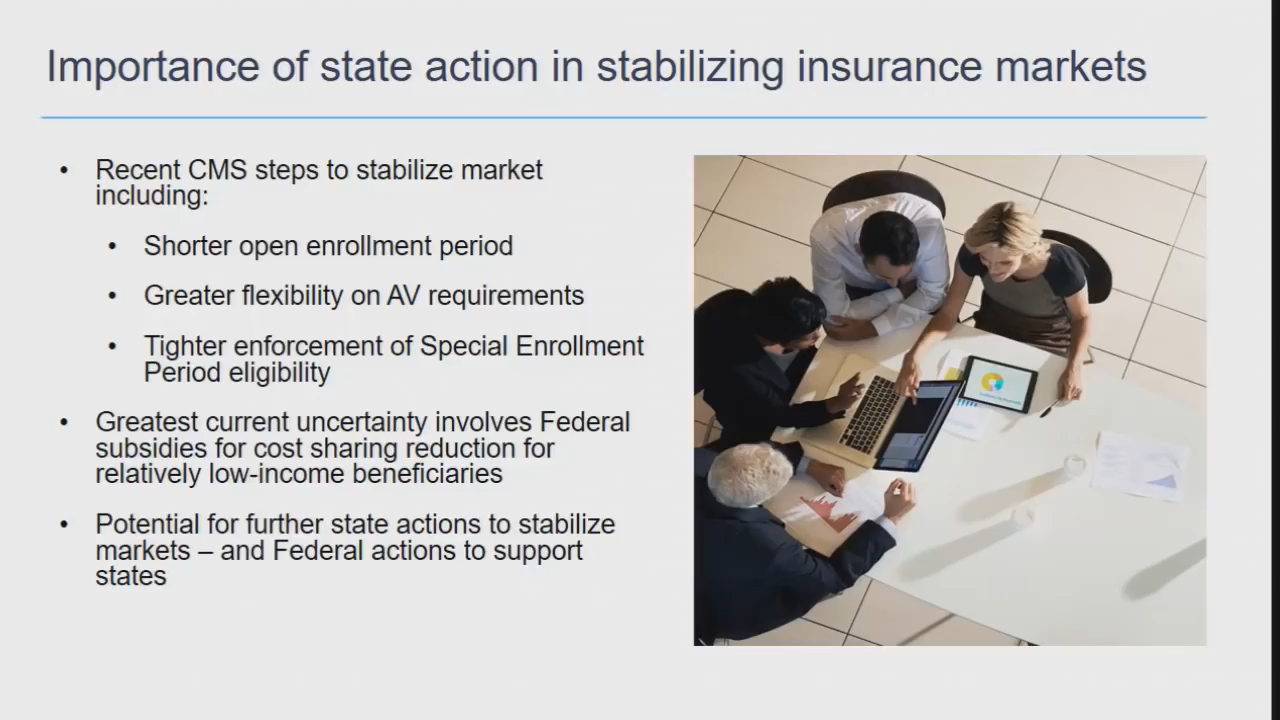 Importance of state action in stabilizing insurance markets
• Recent CMS steps to stabilize market
including:
• Shorter open enrollment period
• Greater flexibility on AV requirements
• Tighter enforcement of Special Enrollment
Period eligibility
• Greatest current uncertainty involves Federal
subsidies for cost sharing reduction for
relatively low-income beneficiaries
• Potential for further state actions to stabilize
markets – and Federal actions to support
states